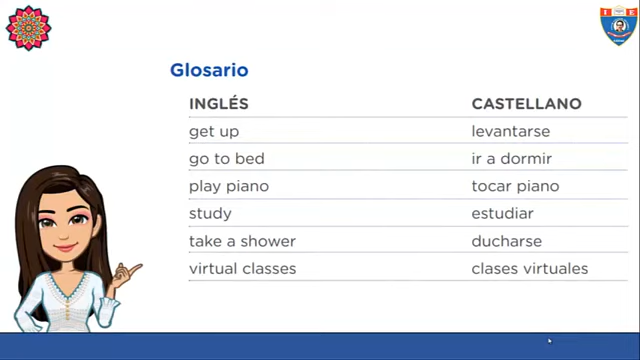 Glosario
INGLÉS CASTELLANO
get up levantarse
go to bed ir a dormir
play piano tocar piano
study estudiar
take a shower ducharse
virtual classes clases virtuales
I E